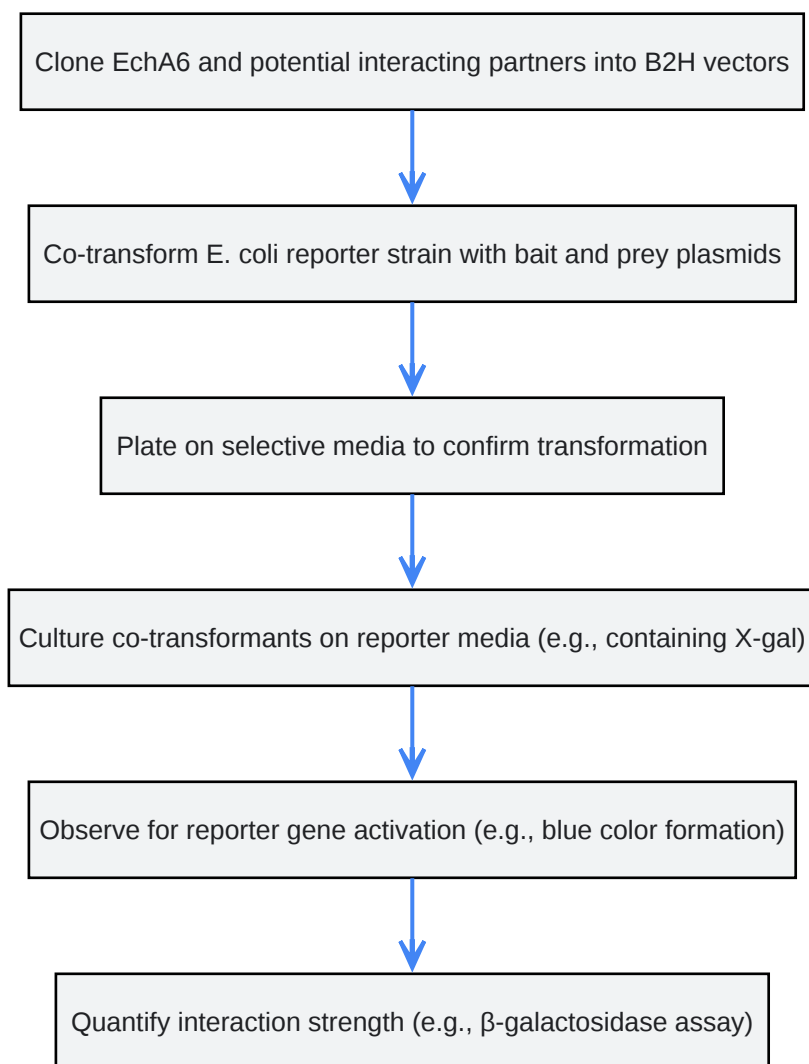 Clone EchA6 and potential interacting partners into B2H vectors
Co-transform E. coli reporter strain with bait and prey plasmids
Plate on selective media to confirm transformation
Culture co-transformants on reporter media (e.g., containing X-gal)
Observe for reporter gene activation (e.g., blue color formation)
Quantify interaction strength (e.g., β-galactosidase assay)